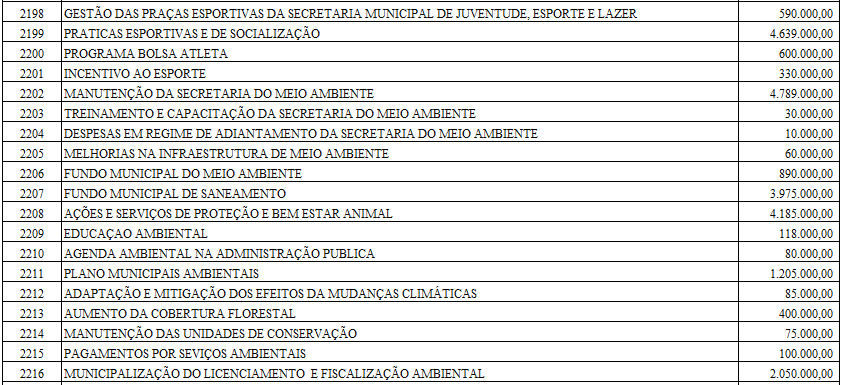 2198 GESTÃO DAS PRAÇAS ESPORTIVAS DA SECRETARIA MUNICIPAL DE JUVENTUDE, ESPORTE E LAZER 590.000,00
2199 PRATICAS ESPORTIVAS E DE SOCIALIZAÇÃO 4.639.000,00
2200 PROGRAMA BOLSA ATLETA 600.000,00
2201 INCENTIVO AO ESPORTE 330.000,00
2202 MANUTENÇÃO DA SECRETARIA DO MEIO AMBIENTE 4.789.000,00
2203 TREINAMENTO E CAPACITAÇÃO DA SECRETARIA DO MEIO AMBIENTE 30.000,00
2204 DESPESAS EM REGIME DE ADIANTAMENTO DA SECRETARIA DO MEIO AMBIENTE 10.000,00
2205 MELHORIAS NA INFRAESTRUTURA DE MEIO AMBIENTE 60.000,00
2206 FUNDO MUNICIPAL DO MEIO AMBIENTE 890.000,00
2207 FUNDO MUNICIPAL DE SANEAMENTO 3.975.000,00
2208 AÇÕES E SERVIÇOS DE PROTEÇÃO E BEM ESTAR ANIMAL 4.185.000,00
2209 EDUCAÇAO AMBIENTAL 118.000,00
2210 AGENDA AMBIENTAL NA ADMINISTRAÇÃO PUBLICA 80.000,00
2211 PLANO MUNICIPAIS AMBIENTAIS 1.205.000,00
2212 ADAPTAÇÃO E MITIGAÇÃO DOS EFEITOS DA MUDANÇAS CLIMÁTICAS 85.000,00
2213 AUMENTO DA COBERTURA FLORESTAL 400.000,00
2214 MANUTENÇÃO DAS UNIDADES DE CONSERVAÇÃO 75.000,00
2215 PAGAMENTOS POR SEVIÇOS AMBIENTAIS 100.000,00
2216 MUNICIPALIZAÇÃO DO LICENCIAMENTO E FISCALIZAÇÃO AMBIENTAL 2.050.000,00